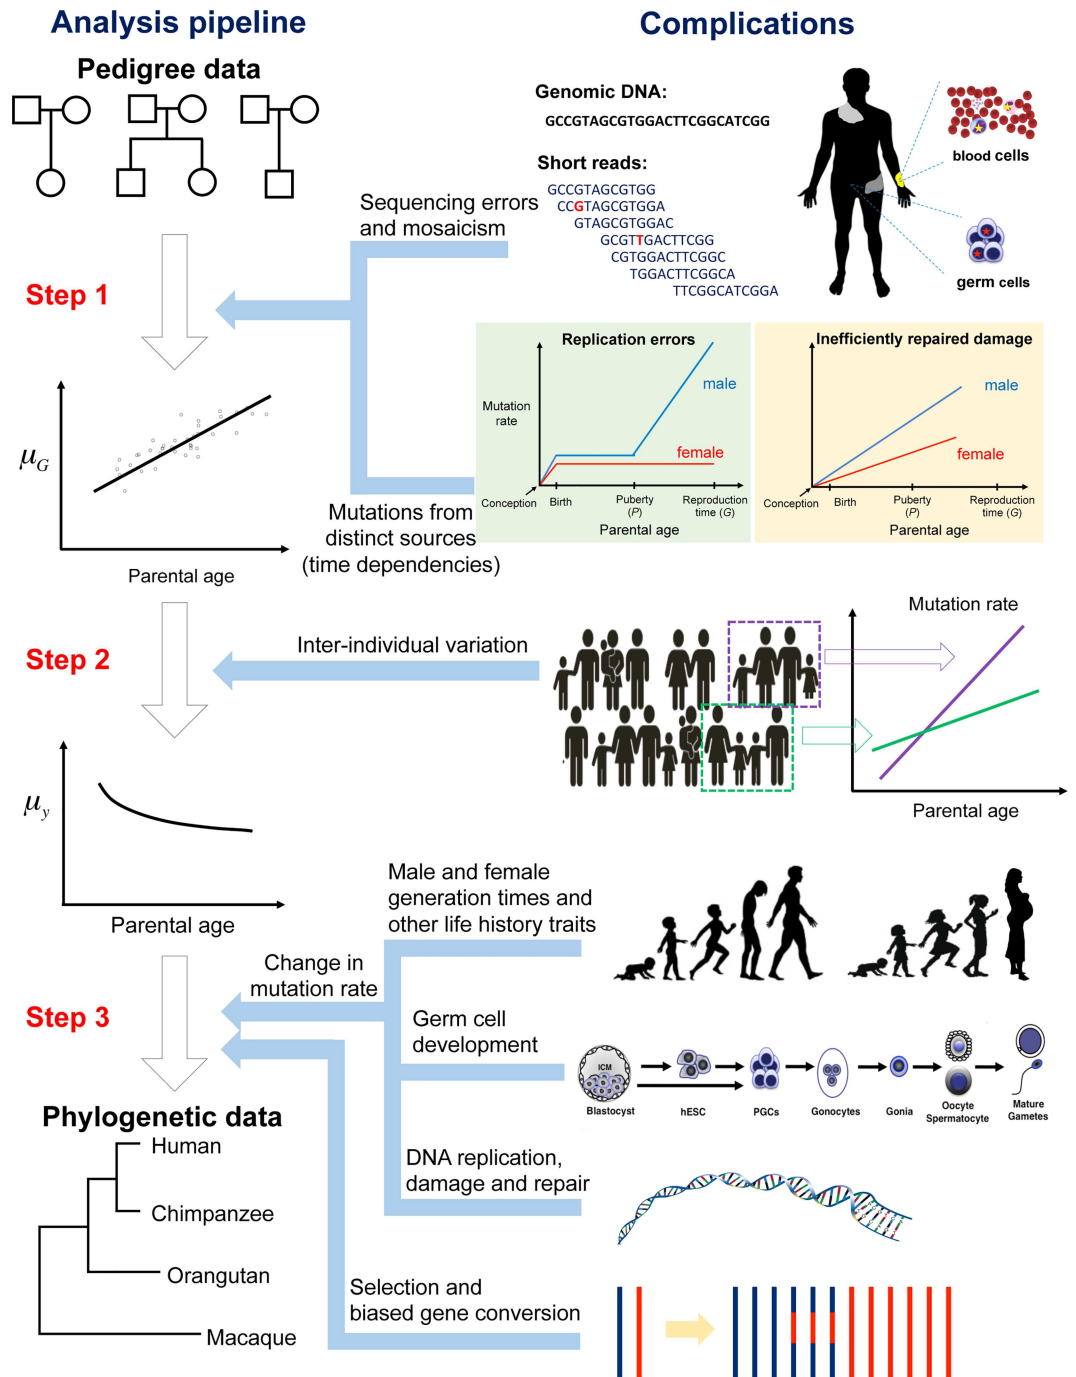 Analysis pipeline
Complications
Pedigree data
Genomic DNA:
GCCGTAGCGTGGACTTCGGCATCGG
Short reads:
GCCGTAGCGTGG
CCGTAGCGTGGA
GTAGCGTGGAC
GCGTTGACTTCGG
CGTGGACTTCGGC
TGGACTTCGGCA
TTCGGCATCGGA
blood cells
germ cells
Sequencing errors
and mosaicism
Step 1
Replication errors
male
Mutation
rate
female
Conception
Birth
Puberty
(P)
Reproduction
time (G)
Parental age
Inefficiently repaired damage
male
female
Conception
Birth
Puberty
(P)
Reproduction
time (G)
Parental age
μG
Parental age
Mutations from
distinct sources
(time dependencies)
Step 2
Inter-individual variation
Mutation rate
Parental age
μy
Parental age
Male and female
generation times and
other life history traits
Change in
mutation rate
Step 3
Germ cell
development
ICM
Blastocyst
hESC
PGCs
Gonocytes
Gonia
Oocyte
Spermatocyte
Mature
Gametes
DNA replication,
damage and repair
Selection and
biased gene conversion
Phylogenetic data
Human
Chimpanzee
Orangutan
Macaque